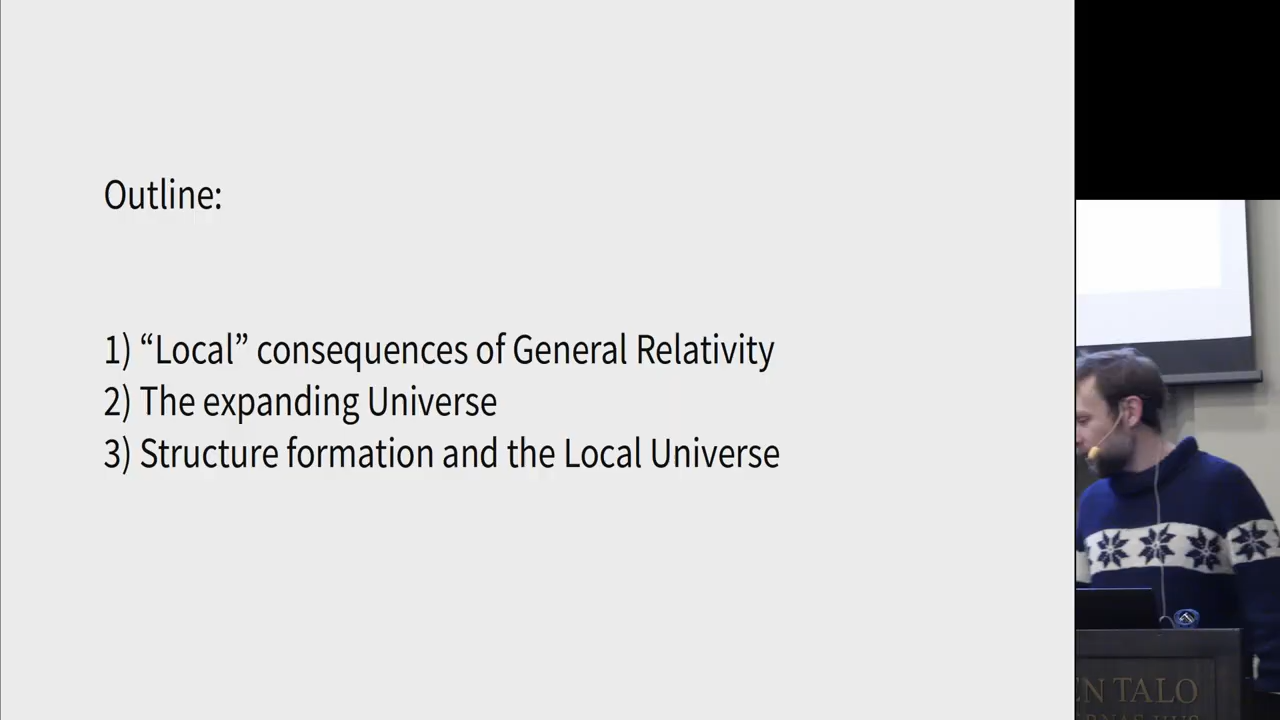 Outline:
1) “Local” consequences of General Relativity
2) The expanding Universe
3) Structure formation and the Local Universe
EN TALO